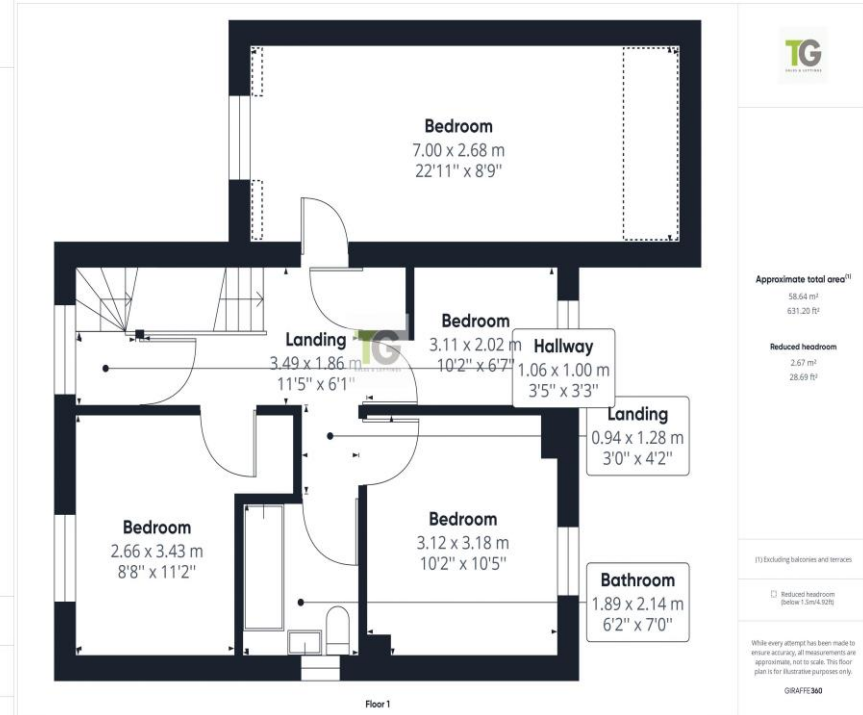 Bedroom
7.00 x 2.68 m
22'11" x 8'9"
Landing
3.49 x 1.86 m
11'5" x 6'1"
TG
SALES & LETTINGS
Bedroom
3.11 x 2.02 m
10'2" x 6'7"
Hallway
1.06 x 1.00 m
3'5" x 3'3"
Landing
0.94 x 1.28 m
3'0" x 4'2"
Bedroom
2.66 x 3.43 m
8'8" x 11'2"
Bedroom
3.12 x 3.18 m
10'2" x 10'5"
Bathroom
1.89 x 2.14 m
6'2" x 7'0"
Floor 1
TG
SALES & LETTINGS
Approximate total area(1)
58.64 m²
631.20 ft²
Reduced headroom
2.67 m²
28.69 ft²
(1) Excluding balconies and terraces
Reduced headroom
(below 1.5m/4.92ft)
While every attempt has been made to
ensure accuracy, all measurements are
approximate, not to scale. This floor
plan is for illustrative purposes only.
GIRAFFE360